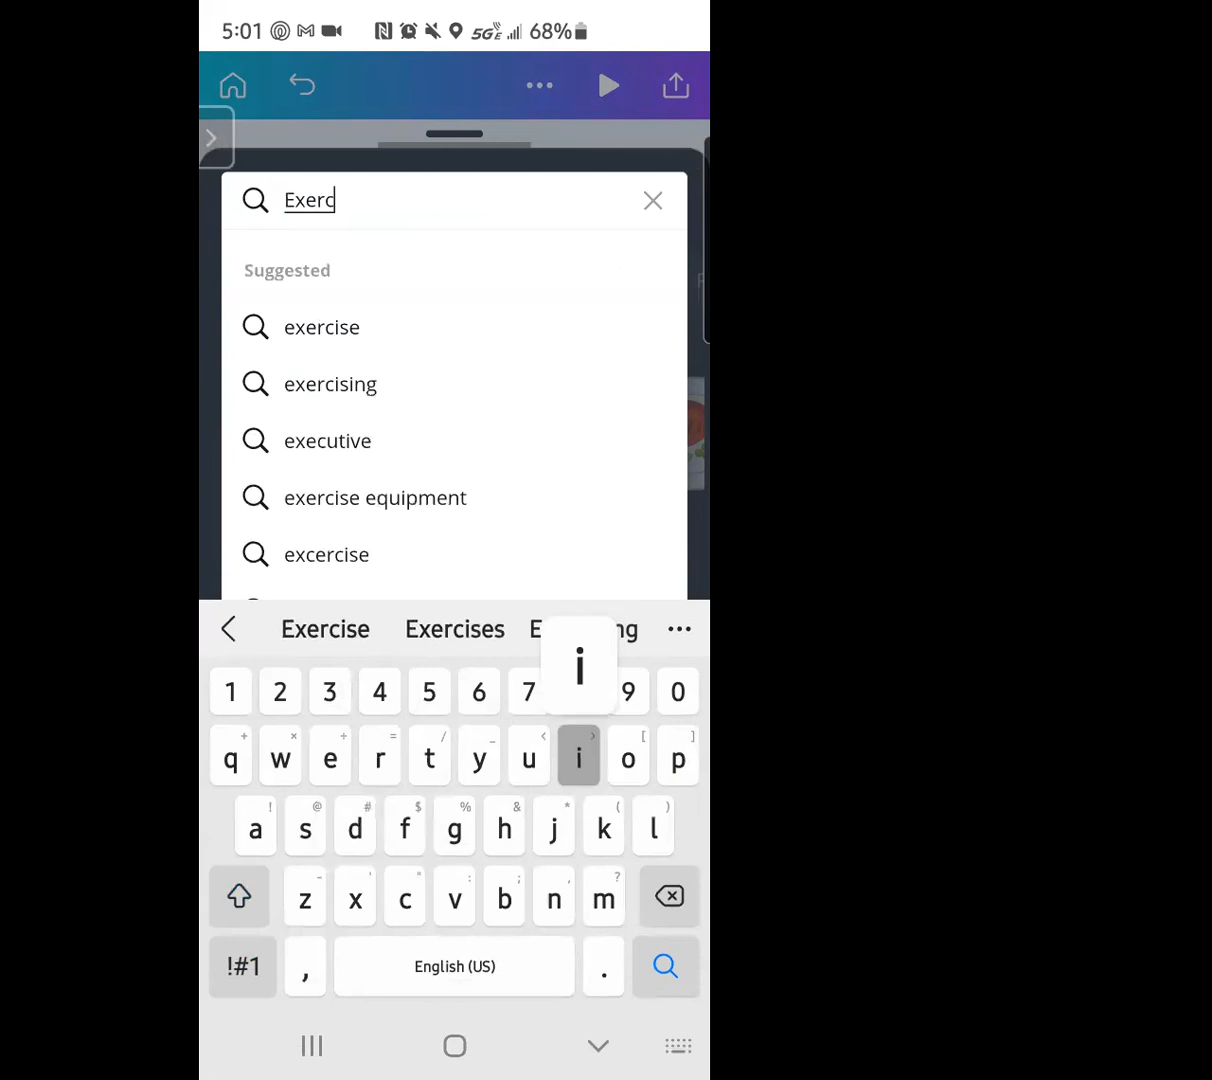 5:01 5GE 68%
Exerc
Suggested
exercise
exercising
executive
exercise equipment
excercise
Exercise Exercises
i
1 2 3 4 5 6 7 9 0
+ × ÷ = / _ < > [ ]
q w e r t y u i o p
! @ # $ % & * ( )
a s d f g h j k l
- ' " : ; , ?
z x c v b n m
!#1 , English (US) .